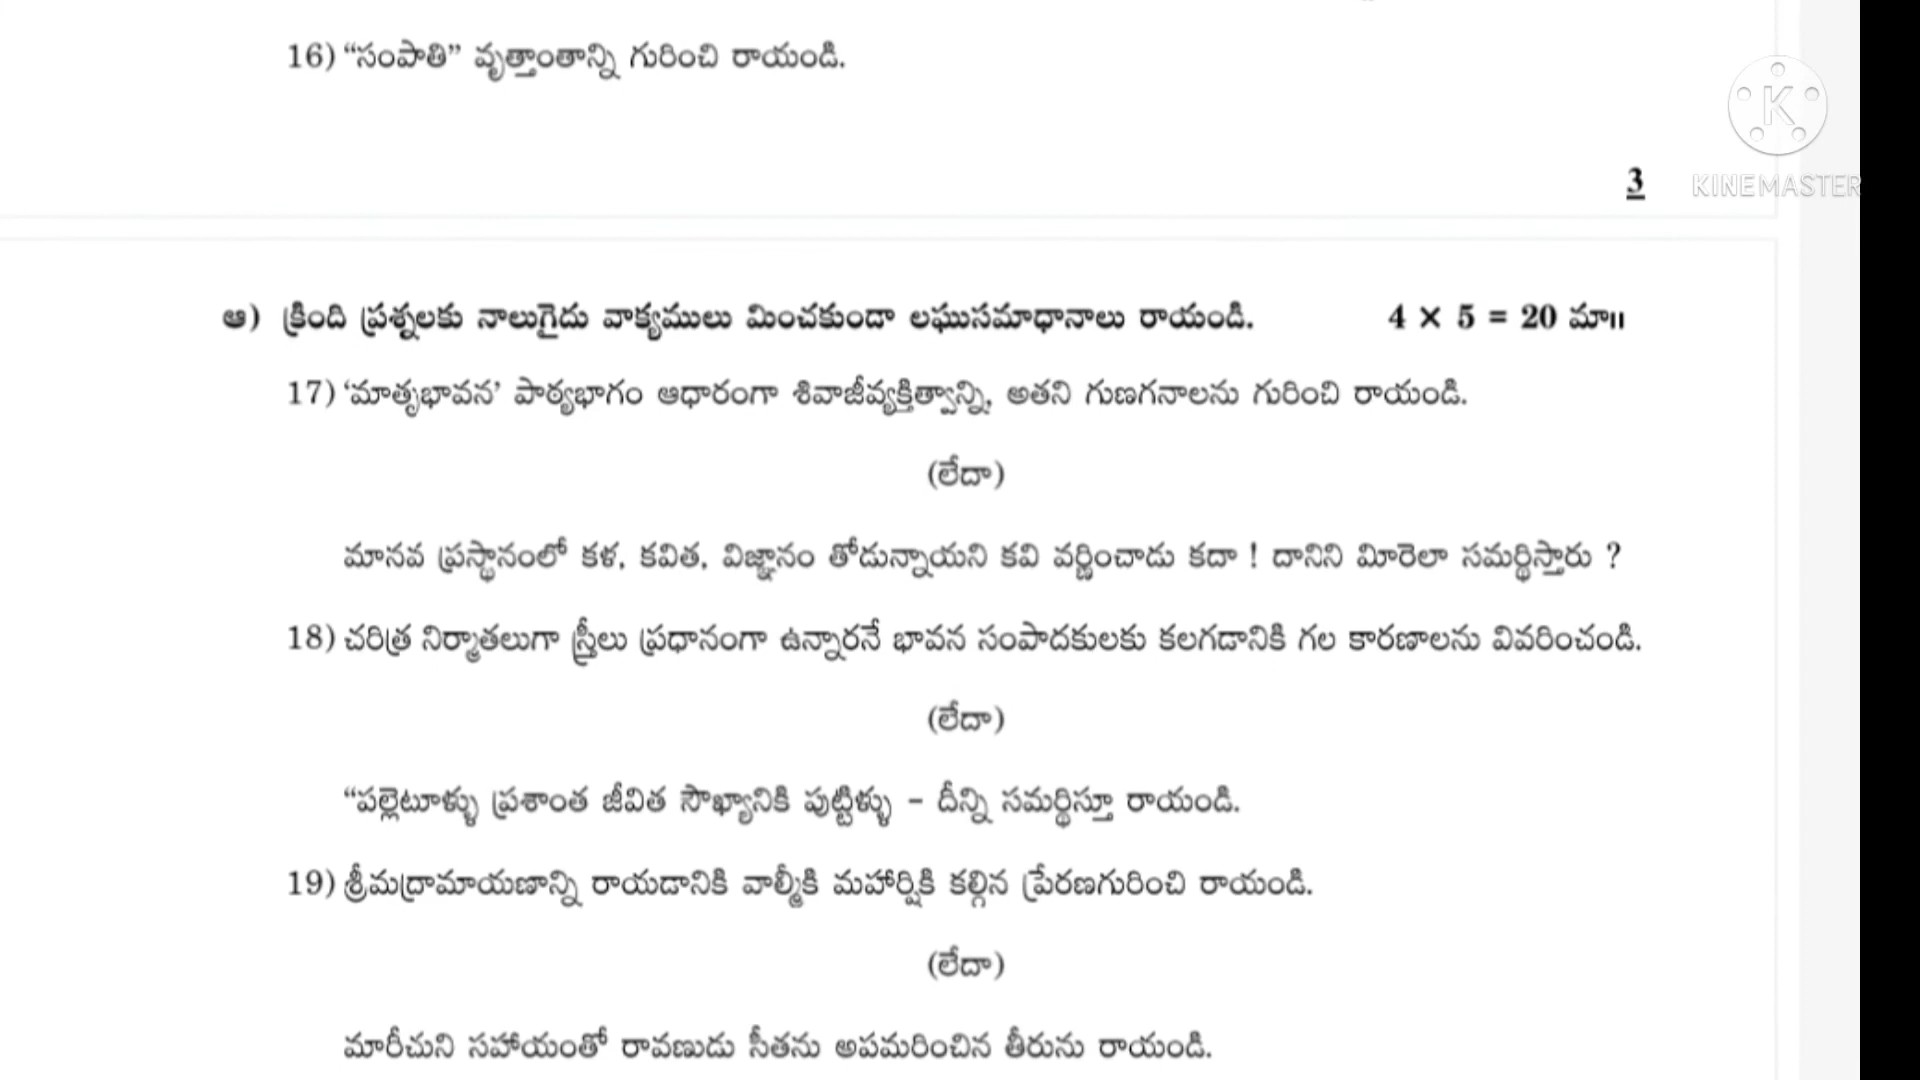 16) “సంపాతి” వృత్తాంతాన్ని గురించి రాయండి.
K
KINEMASTER
3
ఆ) క్రింది ప్రశ్నలకు నాలుగైదు వాక్యములు మించకుండా లఘుసమాధానాలు రాయండి. 4 × 5 = 20 మా॥
17) ‘మాతృభావన’ పాఠ్యభాగం ఆధారంగా శివాజీవ్యక్తిత్వాన్ని, అతని గుణగనాలను గురించి రాయండి.
(లేదా)
మానవ ప్రస్థానంలో కళ, కవిత, విజ్ఞానం తోడున్నాయని కవి వర్ణించాడు కదా ! దానిని మీరెలా సమర్థిస్తారు ?
18) చరిత్ర నిర్మాతలుగా స్త్రీలు ప్రధానంగా ఉన్నారనే భావన సంపాదకులకు కలగడానికి గల కారణాలను వివరించండి.
(లేదా)
“పల్లెటూళ్ళు ప్రశాంత జీవిత సౌఖ్యానికి పుట్టిళ్ళు – దీన్ని సమర్థిస్తూ రాయండి.
19) శ్రీమద్రామాయణాన్ని రాయడానికి వాల్మీకి మహార్షికి కల్గిన ప్రేరణగురించి రాయండి.
(లేదా)
మారీచుని సహాయంతో రావణుడు సీతను అపమరించిన తీరును రాయండి.